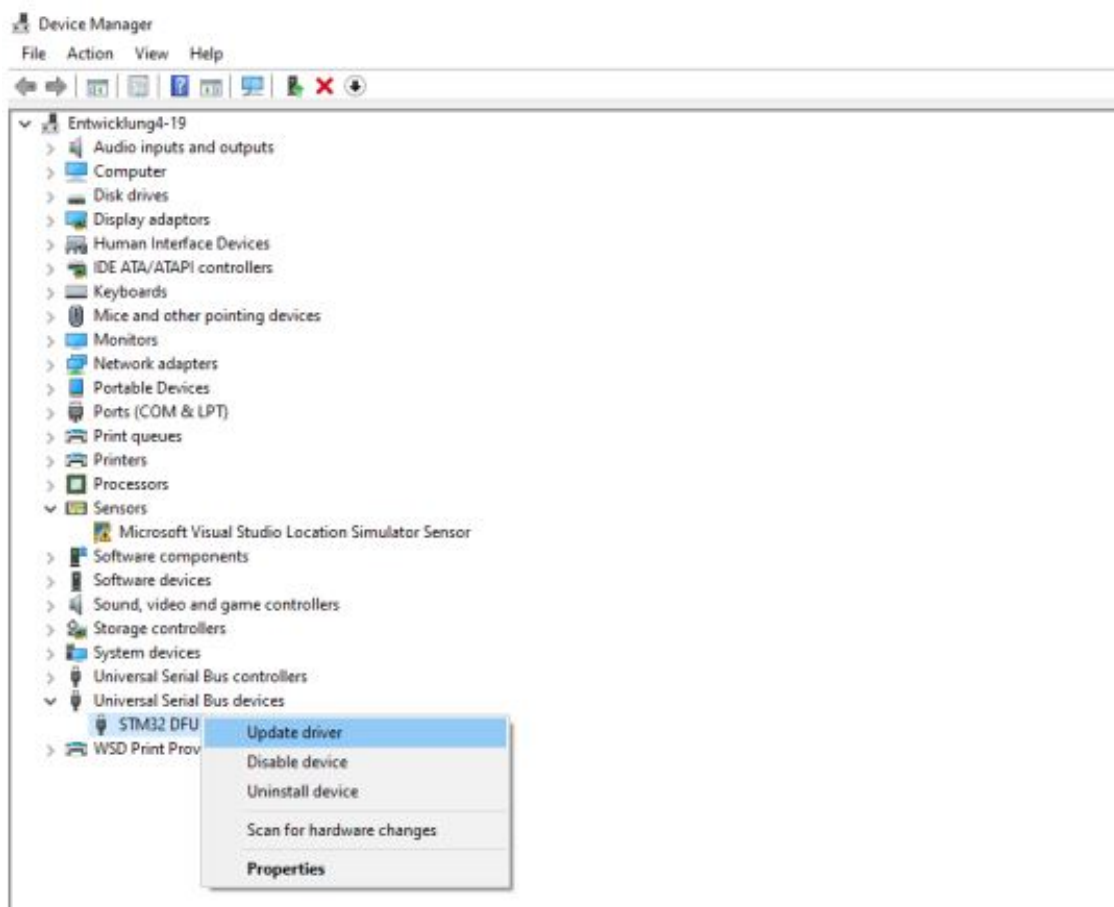 Device Manager
File Action View Help
Entwicklung4-19
Audio inputs and outputs
Computer
Disk drives
Display adaptors
Human Interface Devices
IDE ATA/ATAPI controllers
Keyboards
Mice and other pointing devices
Monitors
Network adapters
Portable Devices
Ports (COM & LPT)
Print queues
Printers
Processors
Sensors
Microsoft Visual Studio Location Simulator Sensor
Software components
Software devices
Sound, video and game controllers
Storage controllers
System devices
Universal Serial Bus controllers
Universal Serial Bus devices
STM32 DFU
WSD Print Prov
Update driver
Disable device
Uninstall device
Scan for hardware changes
Properties